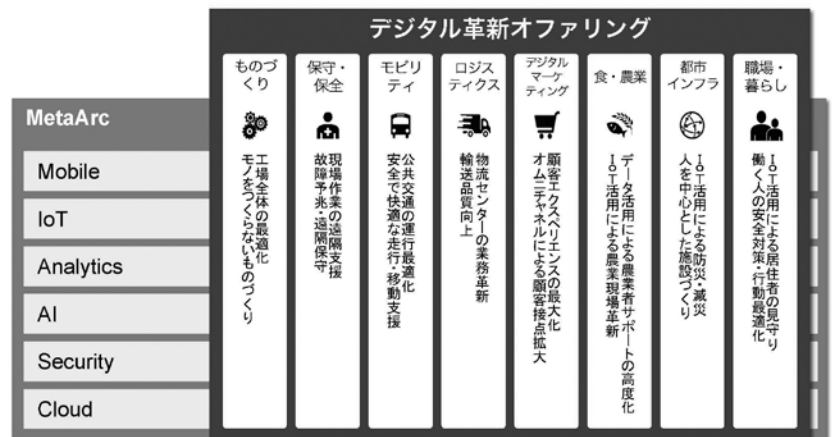 デジタル革新オファリング
ものづ
くり
工場全体の最適化
モノをつくらないものづくり
保守・
保全
現場作業の遠隔支援
故障予兆・遠隔保守
モビリ
ティ
公共交通の運行最適化
安全で快適な走行・移動支援
ロジス
ティクス
物流センターの業務革新
輸送品質向上
デジタル
マーケ
ティング
顧客エクスペリエンスの最大化
オムニチャネルによる顧客接点拡大
食・農業
データ活用による農業者サポートの高度化
IoT活用による農業現場革新
都市
インフラ
IoT活用による防災・減災
人を中心とした施設づくり
職場・
暮らし
IoT活用による居住者の見守り
働く人の安全対策・行動最適化
MetaArc
Mobile
IoT
Analytics
AI
Security
Cloud